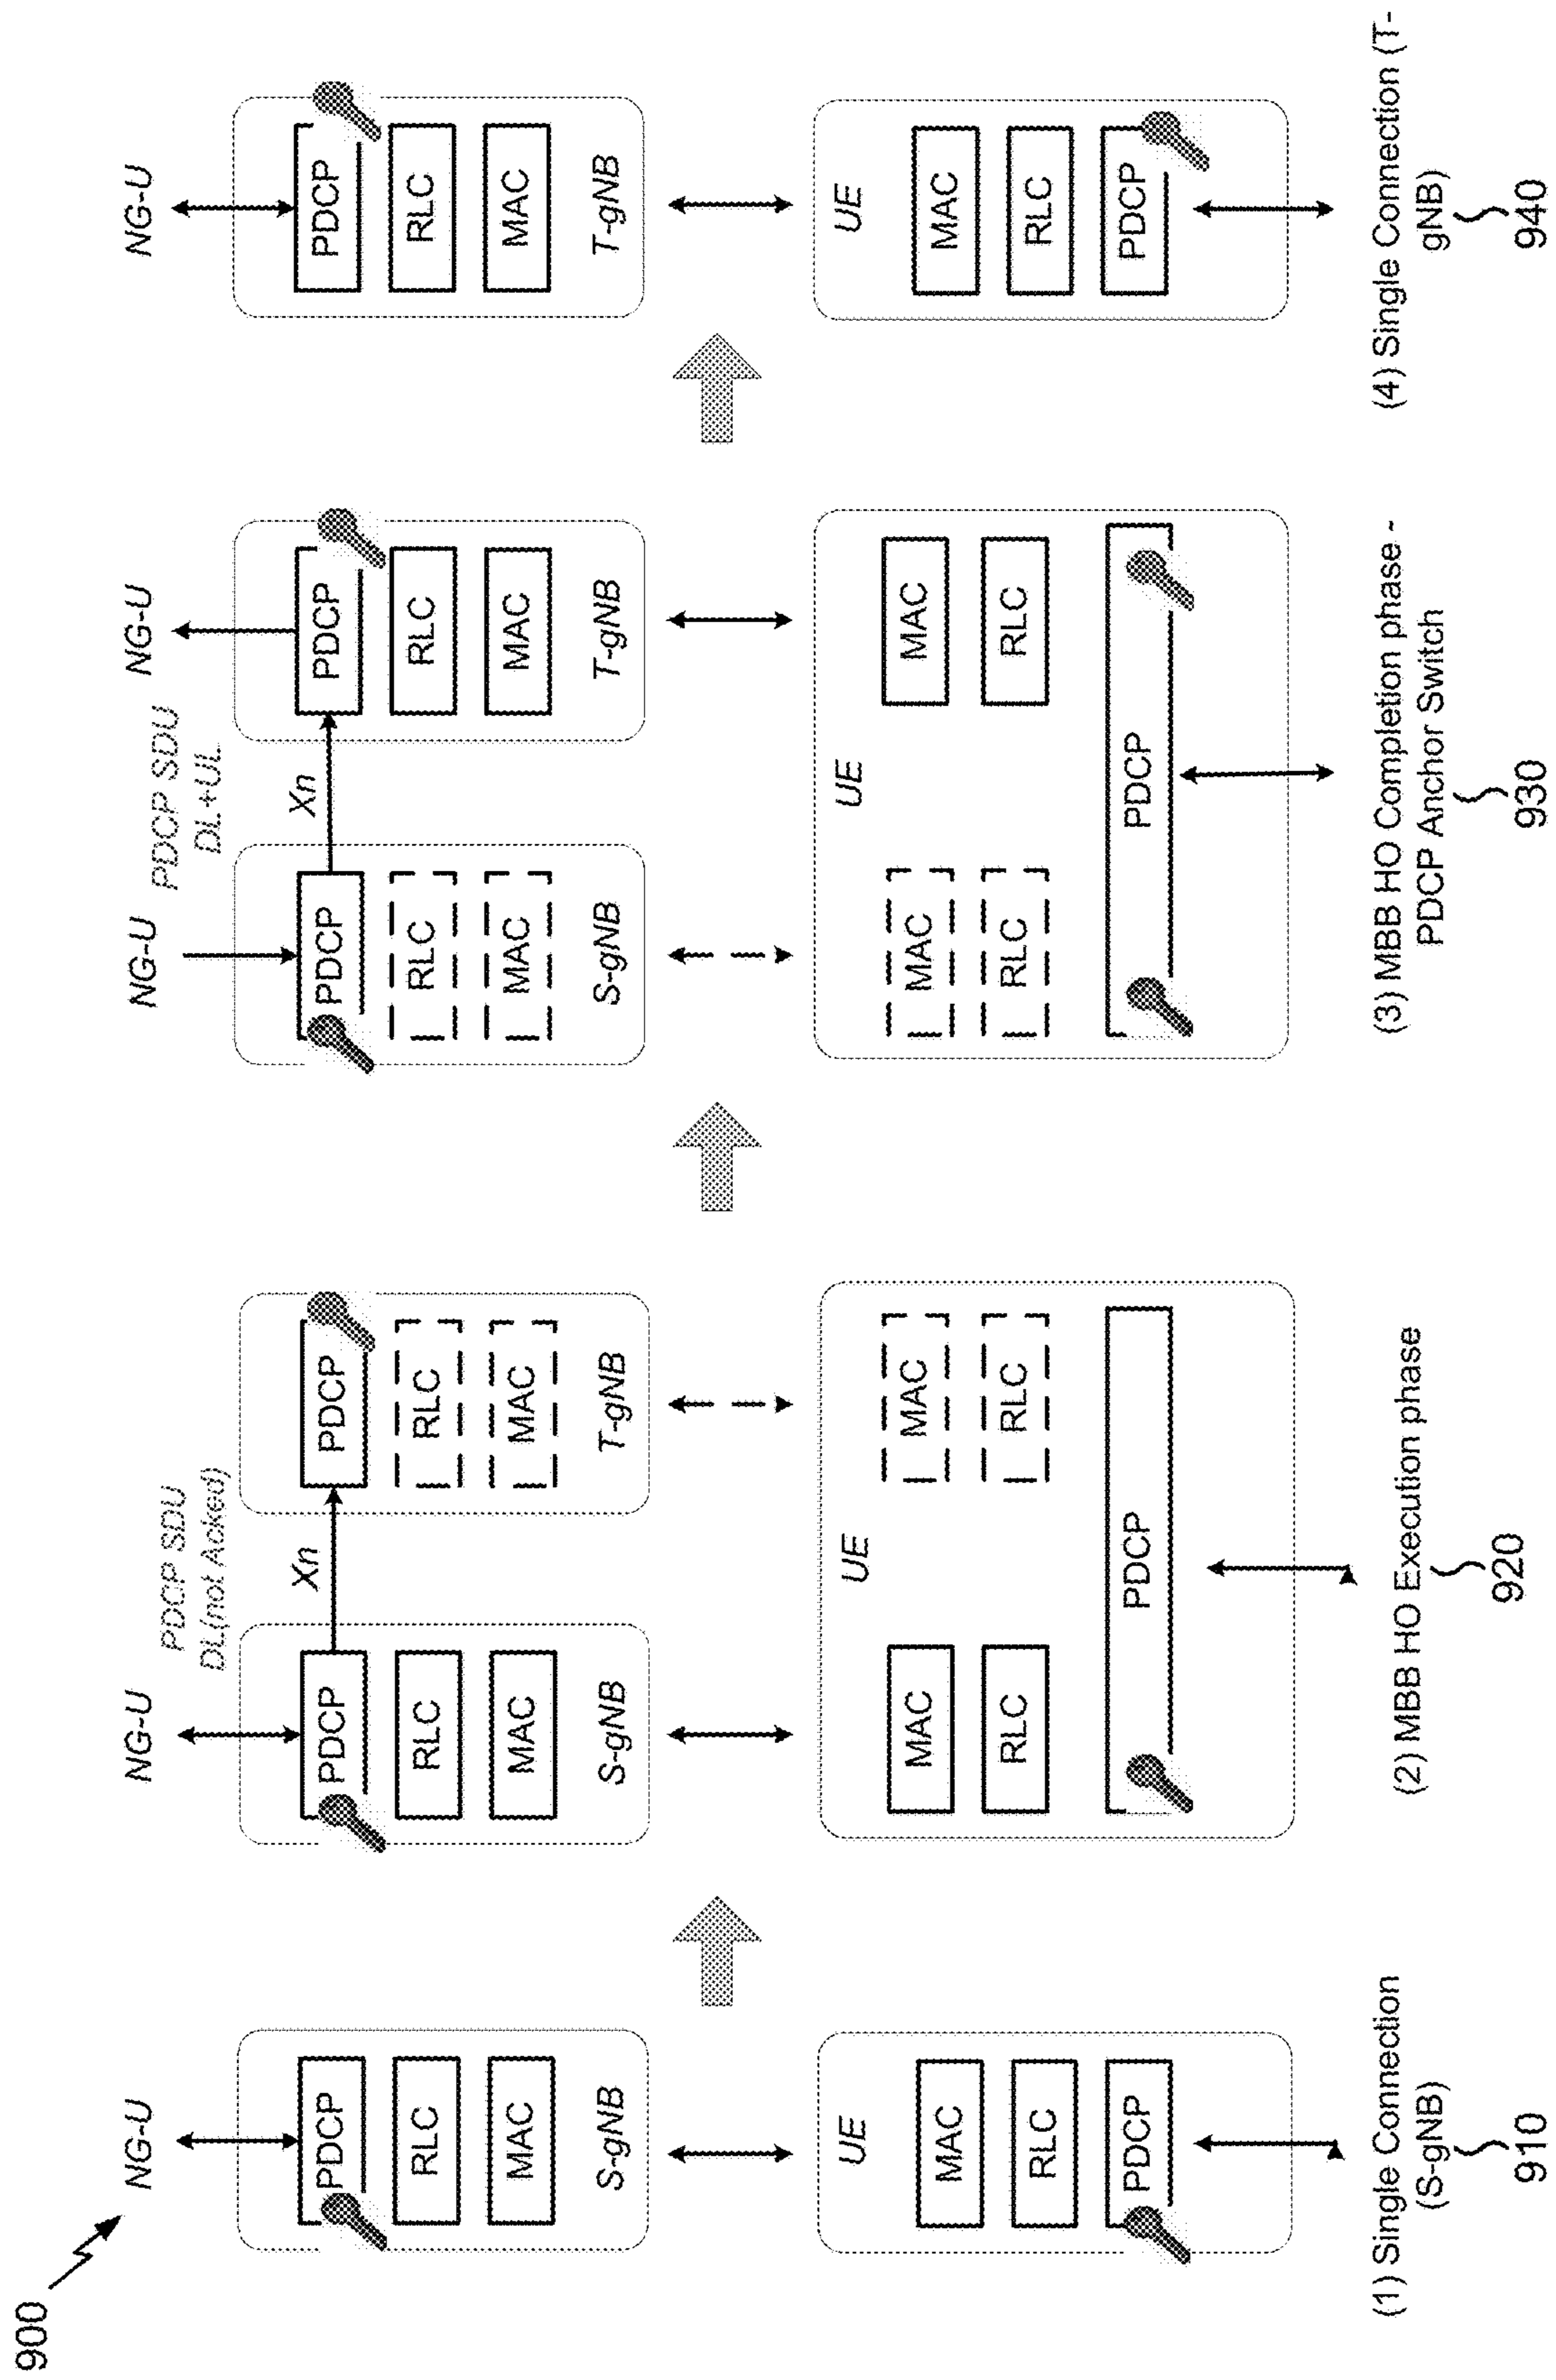 900
NG-U
PDCP
RLC
MAC
S-gNB
UE
MAC
RLC
PDCP
(1) Single Connection
(S-gNB)
910
NG-U
PDCP SDU
DL(not Acked)
Xn
PDCP
RLC
MAC
S-gNB
PDCP
RLC
MAC
T-gNB
UE
MAC
RLC
MAC
RLC
PDCP
(2) MBB HO Execution phase
920
NG-U
PDCP SDU
DL+UL
NG-U
Xn
PDCP
RLC
MAC
S-gNB
PDCP
RLC
MAC
T-gNB
UE
MAC
RLC
MAC
RLC
PDCP
(3) MBB HO Completion phase -
PDCP Anchor Switch
930
NG-U
PDCP
RLC
MAC
T-gNB
UE
MAC
RLC
PDCP
(4) Single Connection (T-
gNB)
940